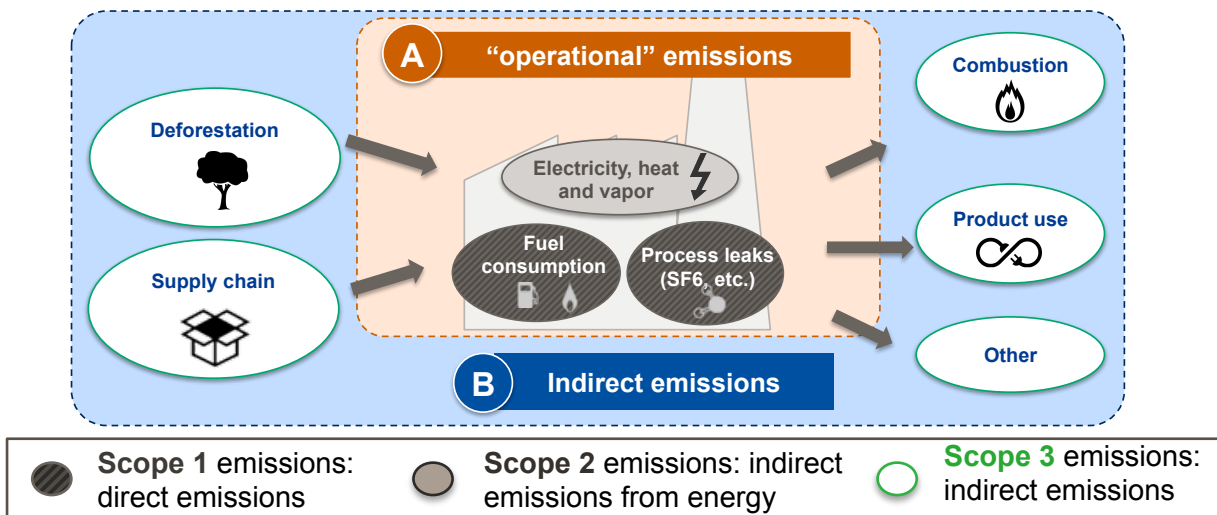 A
“operational” emissions
Deforestation
Supply chain
Electricity, heat
and vapor
Fuel
consumption
Process leaks
(SF6, etc.)
Combustion
Product use
Other
B
Indirect emissions
Scope 1 emissions:
direct emissions
Scope 2 emissions: indirect
emissions from energy
Scope 3 emissions:
indirect emissions